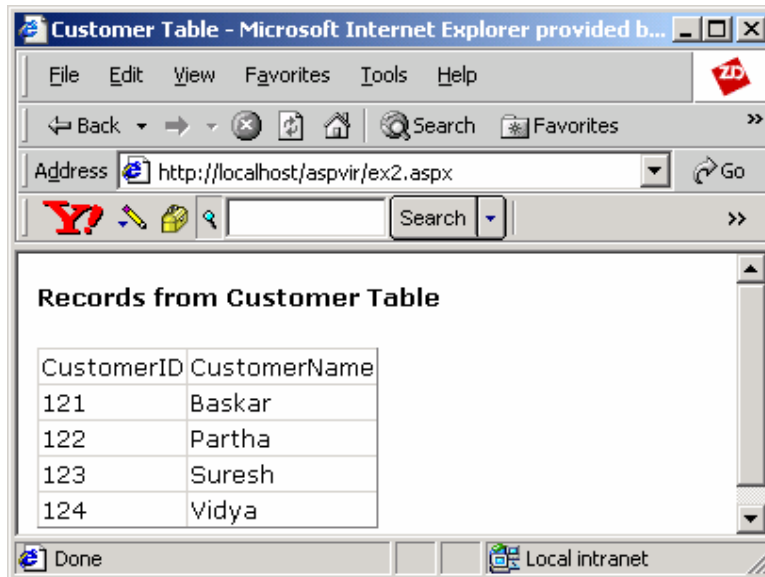 Customer Table - Microsoft Internet Explorer provided b...
File Edit View Favorites Tools Help
ZD
Back Search Favorites »
Address http://localhost/aspvir/ex2.aspx Go
Y! Search »
Records from Customer Table
CustomerID CustomerName
121 Baskar
122 Partha
123 Suresh
124 Vidya
Done Local intranet